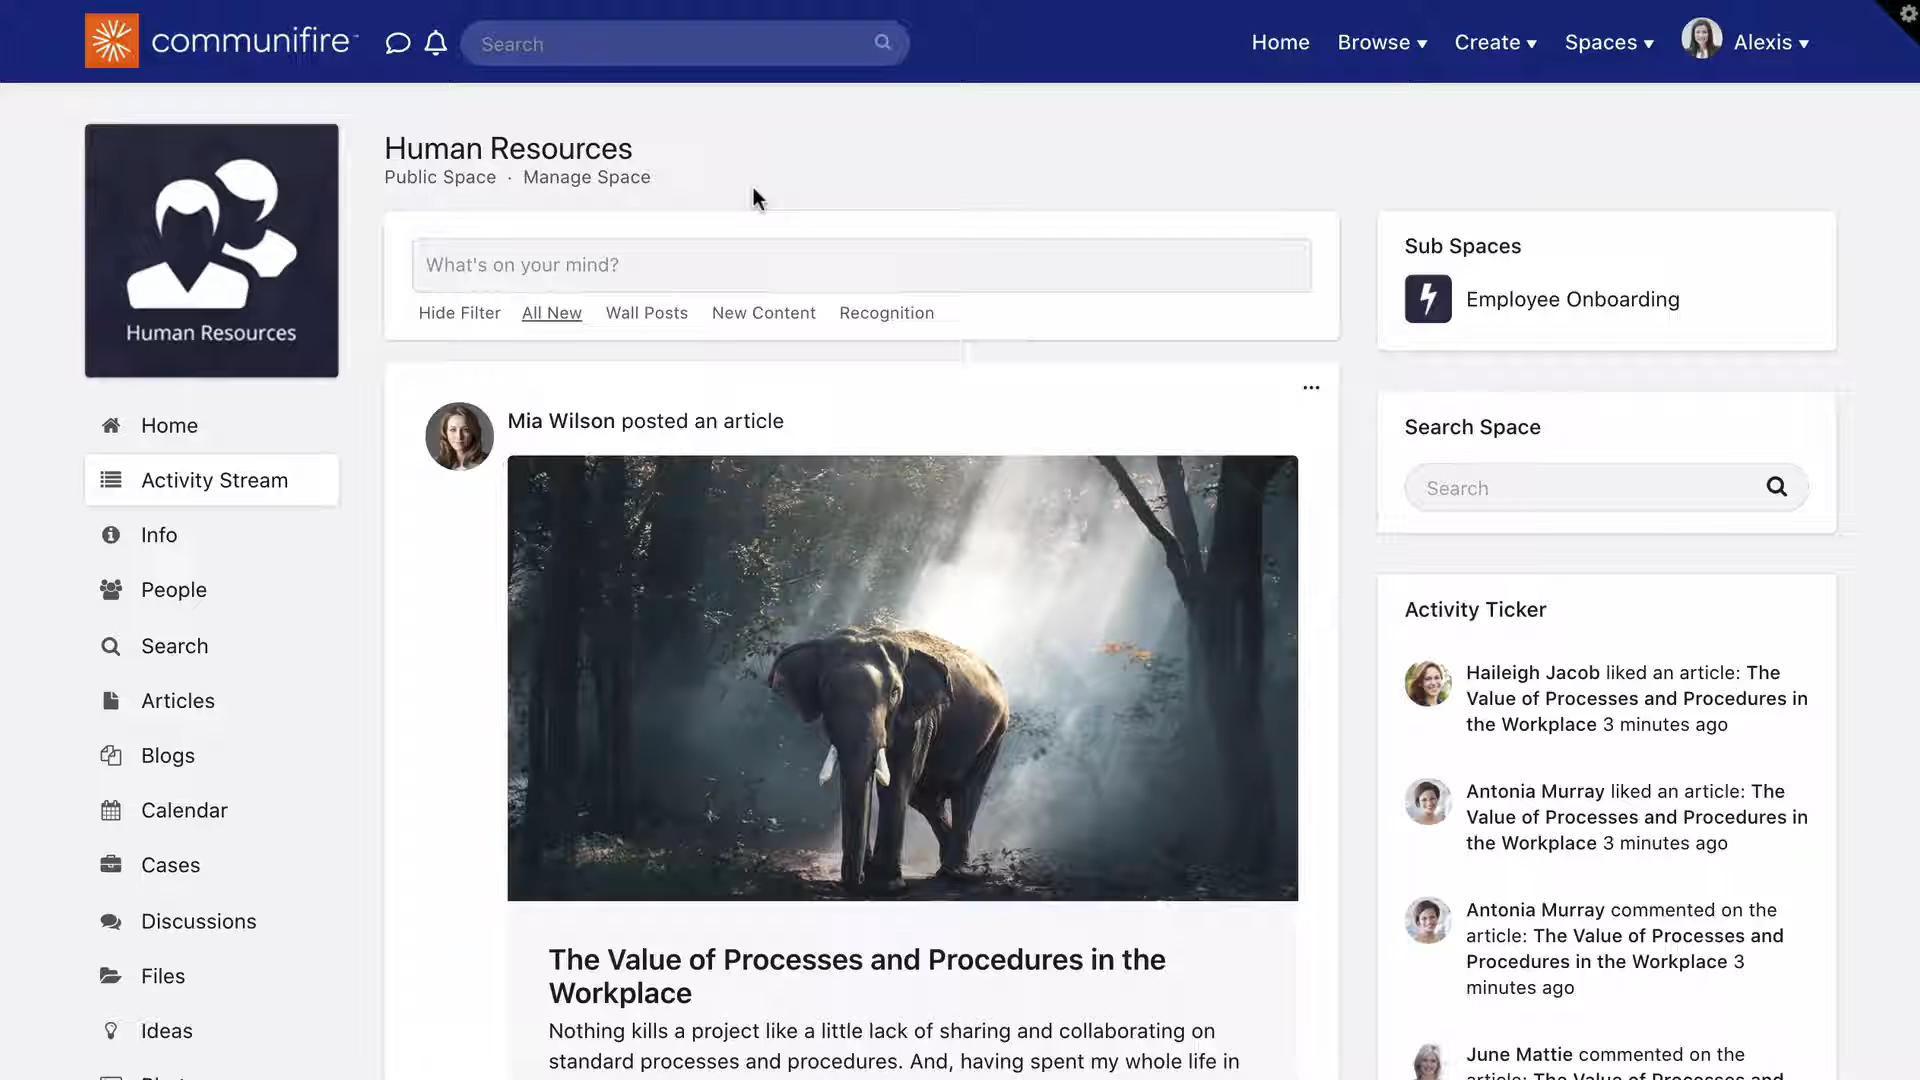 communifire
Search
Home
Browse
Create
Spaces
Alexis
Human Resources
Human Resources
Public Space · Manage Space
What's on your mind?
Hide Filter
All New
Wall Posts
New Content
Recognition
Home
Activity Stream
Info
People
Search
Articles
Blogs
Calendar
Cases
Discussions
Files
Ideas
Mia Wilson posted an article
The Value of Processes and Procedures in the
Workplace
Nothing kills a project like a little lack of sharing and collaborating on
standard processes and procedures. And, having spent my whole life in
Sub Spaces
Employee Onboarding
Search Space
Search
Activity Ticker
Haileigh Jacob liked an article: The
Value of Processes and Procedures in
the Workplace 3 minutes ago
Antonia Murray liked an article: The
Value of Processes and Procedures in
the Workplace 3 minutes ago
Antonia Murray commented on the
article: The Value of Processes and
Procedures in the Workplace 3
minutes ago
June Mattie commented on the
article: The Value of Processes and